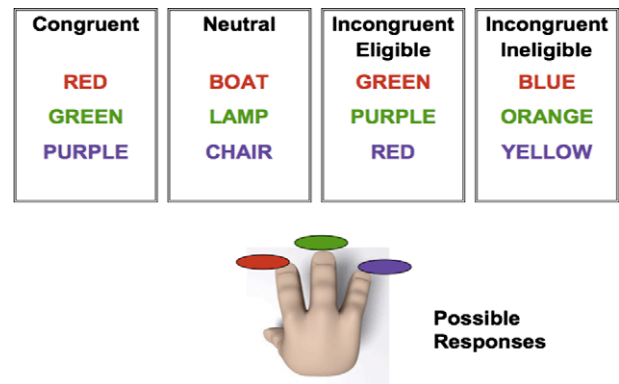 Congruent
RED
GREEN
PURPLE
Neutral
BOAT
LAMP
CHAIR
Incongruent
Eligible
GREEN
PURPLE
RED
Incongruent
Ineligible
BLUE
ORANGE
YELLOW
Possible
Responses